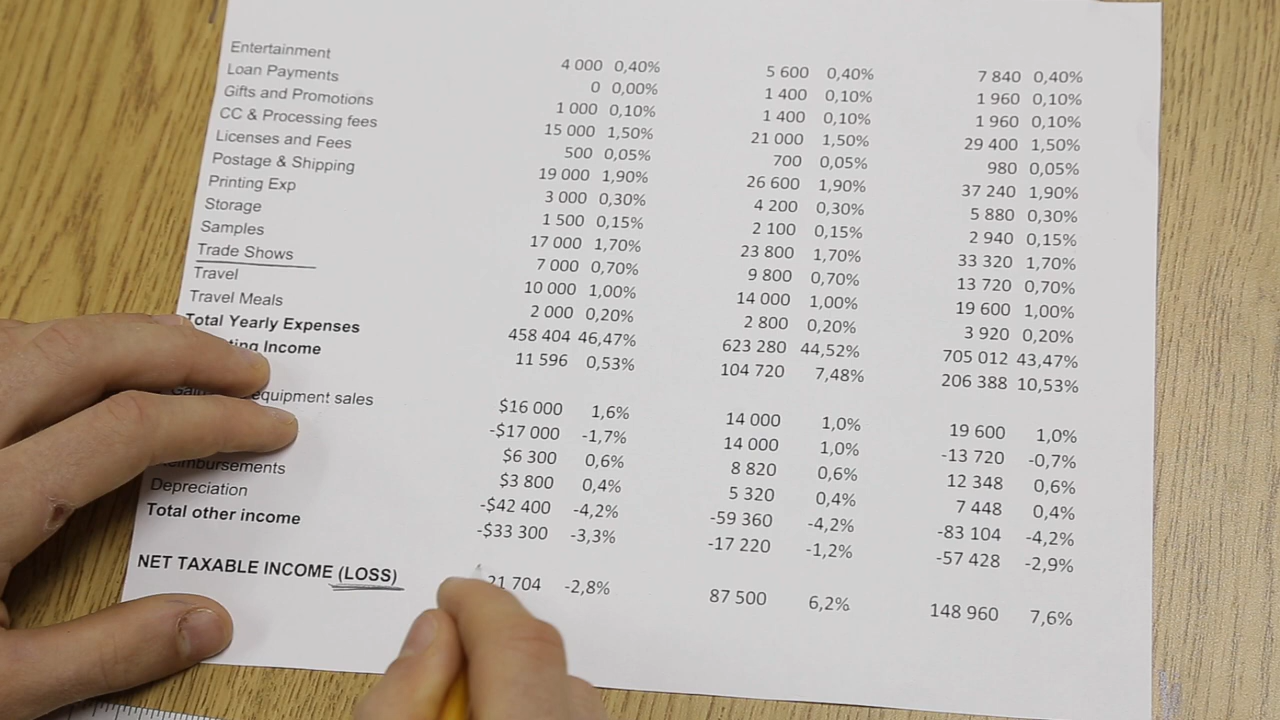 Entertainment 4 000 0,40% 5 600 0,40% 7 840 0,40%
Loan Payments 0 0,00% 1 400 0,10% 1 960 0,10%
Gifts and Promotions 1 000 0,10% 1 400 0,10% 1 960 0,10%
CC & Processing fees 15 000 1,50% 21 000 1,50% 29 400 1,50%
Licenses and Fees 500 0,05% 700 0,05% 980 0,05%
Postage & Shipping 19 000 1,90% 26 600 1,90% 37 240 1,90%
Printing Exp 3 000 0,30% 4 200 0,30% 5 880 0,30%
Storage 1 500 0,15% 2 100 0,15% 2 940 0,15%
Samples 17 000 1,70% 23 800 1,70% 33 320 1,70%
Trade Shows 7 000 0,70% 9 800 0,70% 13 720 0,70%
Travel 10 000 1,00% 14 000 1,00% 19 600 1,00%
Travel Meals 2 000 0,20% 2 800 0,20% 3 920 0,20%
Total Yearly Expenses 458 404 46,47% 623 280 44,52% 705 012 43,47%
Income 11 596 0,53% 104 720 7,48% 206 388 10,53%
equipment sales $16 000 1,6% 14 000 1,0% 19 600 1,0%
-$17 000 -1,7% 14 000 1,0% -13 720 -0,7%
$6 300 0,6% 8 820 0,6% 12 348 0,6%
Reimbursements $3 800 0,4% 5 320 0,4% 7 448 0,4%
Depreciation -$42 400 -4,2% -59 360 -4,2% -83 104 -4,2%
Total other income -$33 300 -3,3% -17 220 -1,2% -57 428 -2,9%
NET TAXABLE INCOME (LOSS) 21 704 -2,8% 87 500 6,2% 148 960 7,6%